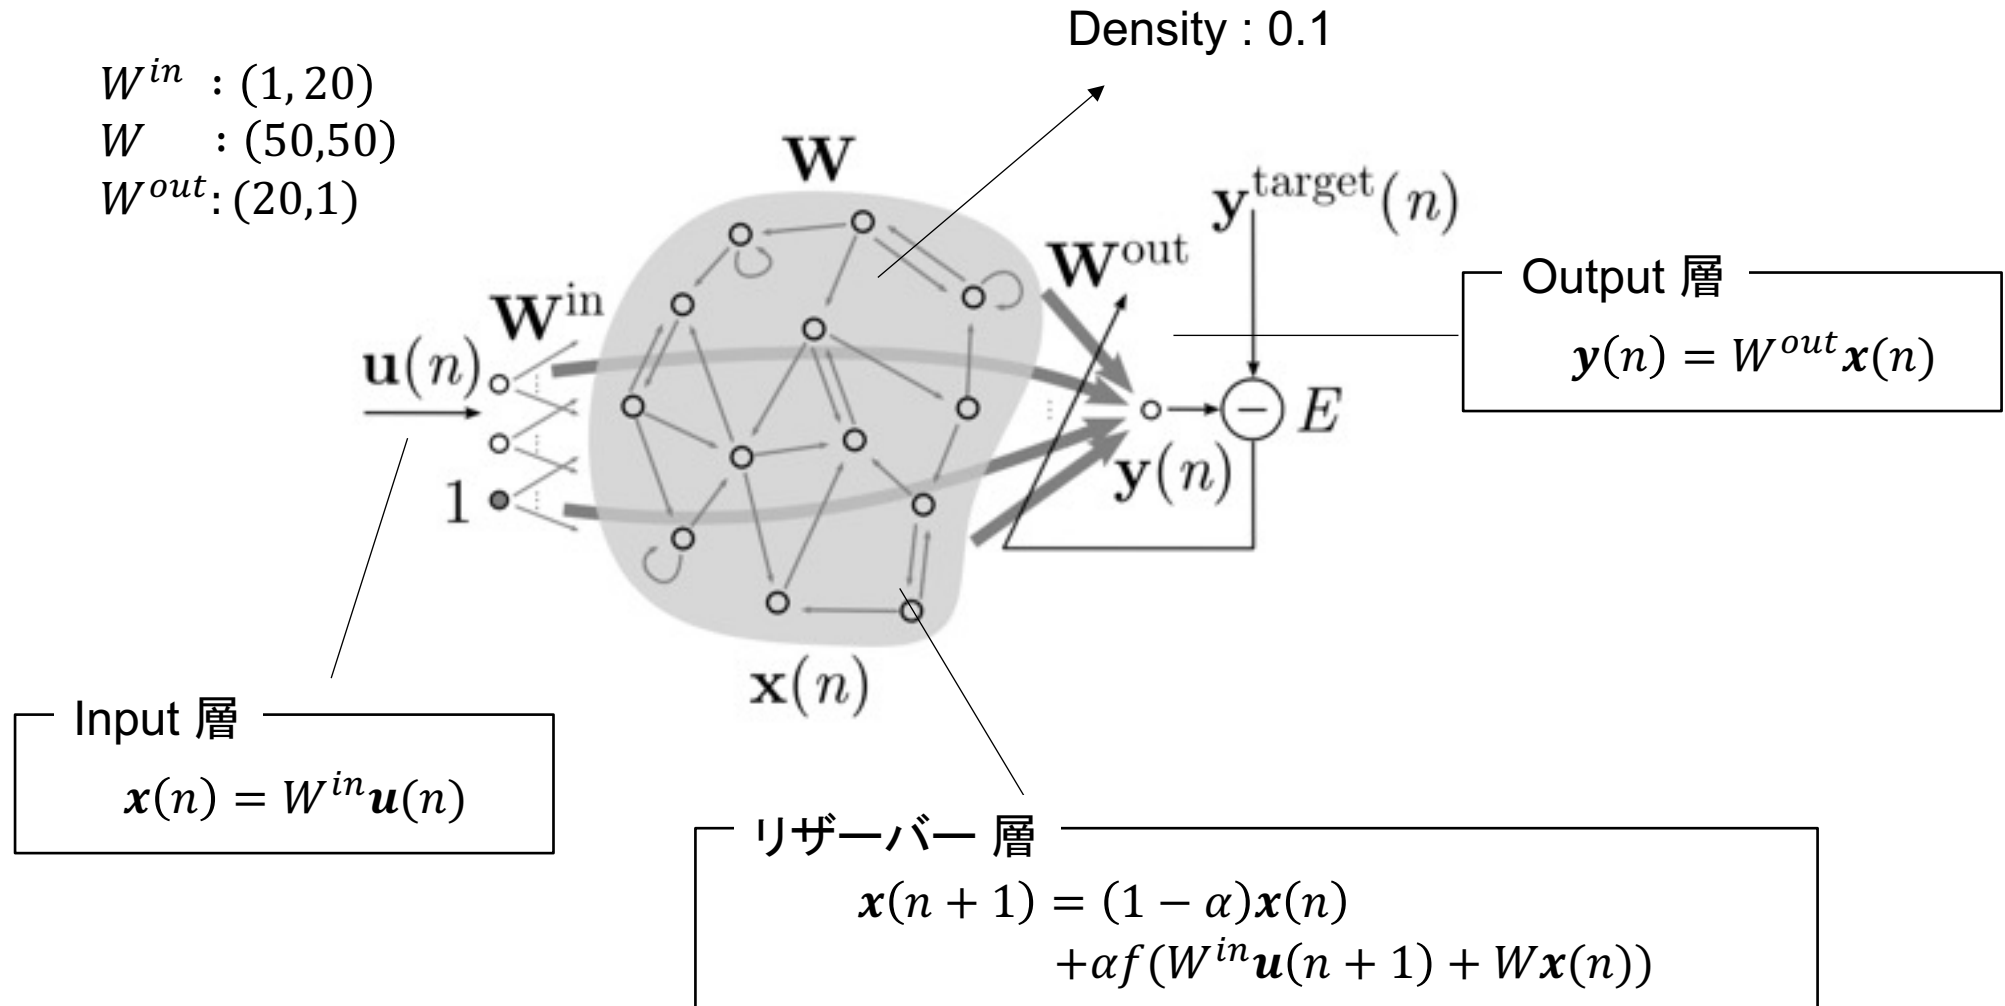 Density : 0.1
W^{in} : (1, 20)
W : (50,50)
W^{out}: (20,1)
W
y^{target}(n)
W^{out}
W^{in}
u(n)
1
E
y(n)
x(n)
Output 層
y(n) = W^{out}x(n)
Input 層
x(n) = W^{in}u(n)
リザーバー 層
x(n + 1) = (1 − α)x(n)
+αf(W^{in}u(n + 1) + Wx(n))